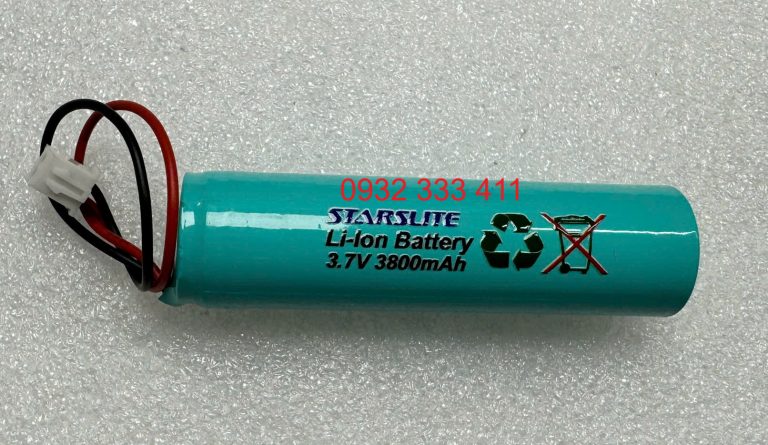 0932 333 411
STARSLITE
Li-Ion Battery
3.7V 3800mAh